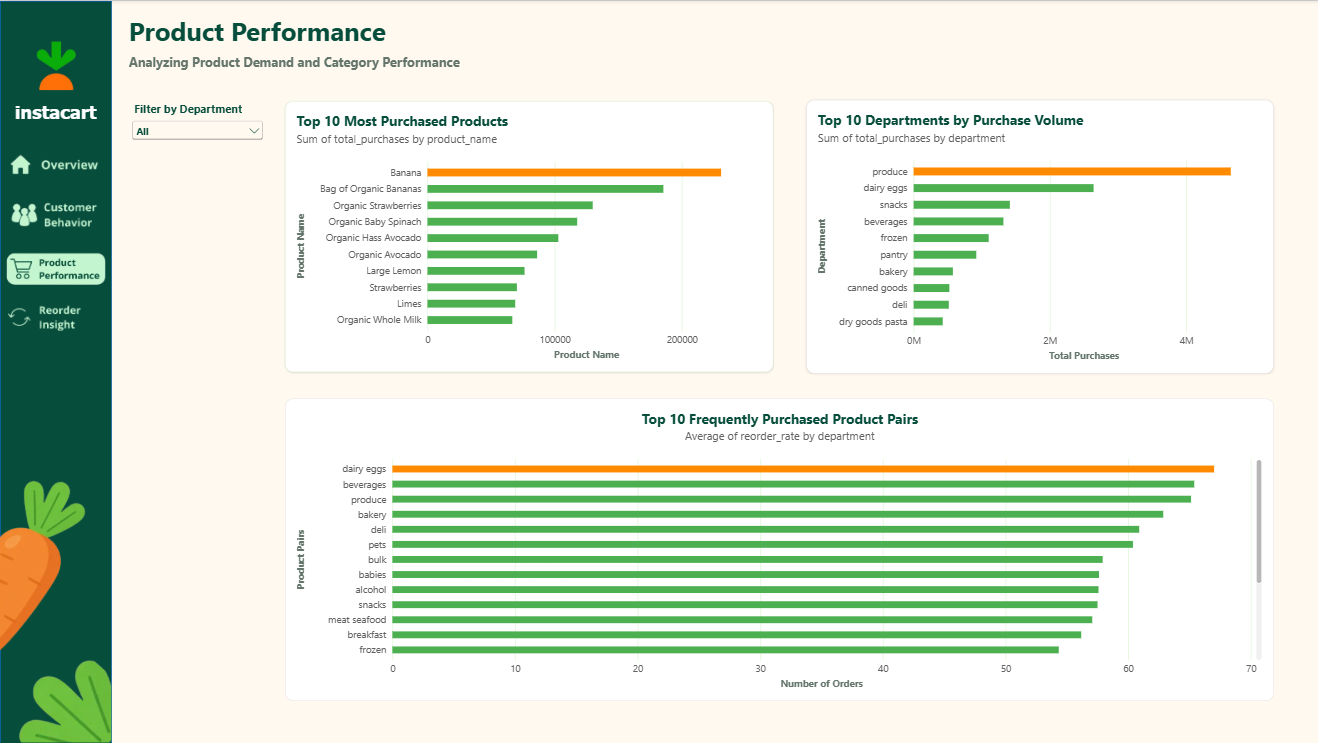 Product Performance
Analyzing Product Demand and Category Performance
instacart
Overview
Customer
Behavior
Product
Performance
Reorder
Insight
Filter by Department
All
Top 10 Most Purchased Products
Sum of total_purchases by product_name
Product Name
Banana
Bag of Organic Bananas
Organic Strawberries
Organic Baby Spinach
Organic Hass Avocado
Organic Avocado
Large Lemon
Strawberries
Limes
Organic Whole Milk
0 100000 200000
Product Name
Top 10 Departments by Purchase Volume
Sum of total_purchases by department
Department
produce
dairy eggs
snacks
beverages
frozen
pantry
bakery
canned goods
deli
dry goods pasta
0M 2M 4M
Total Purchases
Top 10 Frequently Purchased Product Pairs
Average of reorder_rate by department
Product Pairs
dairy eggs
beverages
produce
bakery
deli
pets
bulk
babies
alcohol
snacks
meat seafood
breakfast
frozen
0 10 20 30 40 50 60 70
Number of Orders